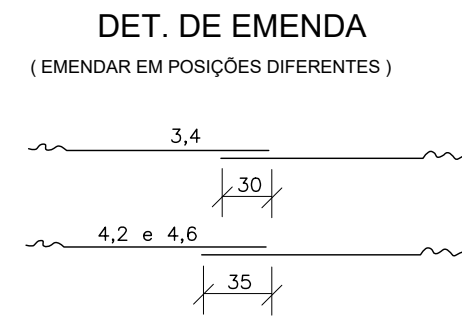 DET. DE EMENDA
( EMENDAR EM POSIÇÕES DIFERENTES )
3,4
30
4,2 e 4,6
35